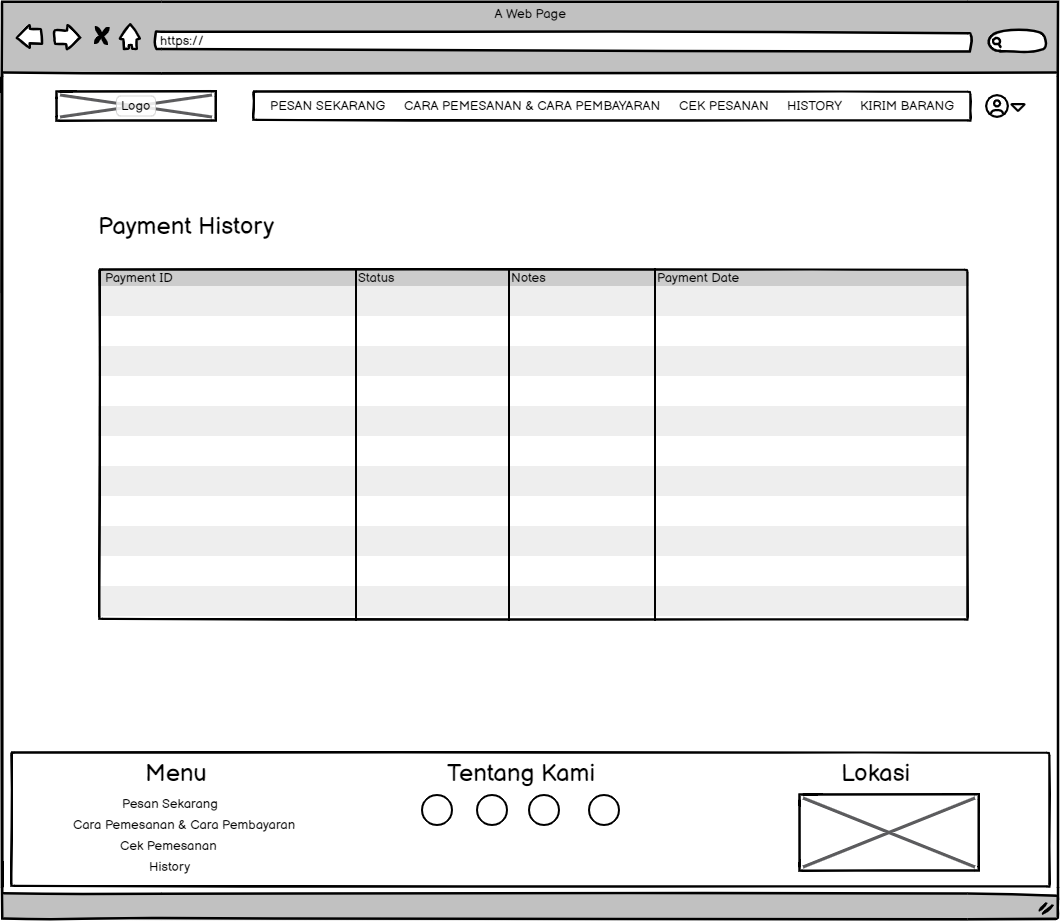 A Web Page
https://
Logo
PESAN SEKARANG CARA PEMESANAN & CARA PEMBAYARAN CEK PESANAN HISTORY KIRIM BARANG
Payment History
Payment ID Status Notes Payment Date
Menu Tentang Kami Lokasi
Pesan Sekarang
Cara Pemesanan & Cara Pembayaran
Cek Pemesanan
History